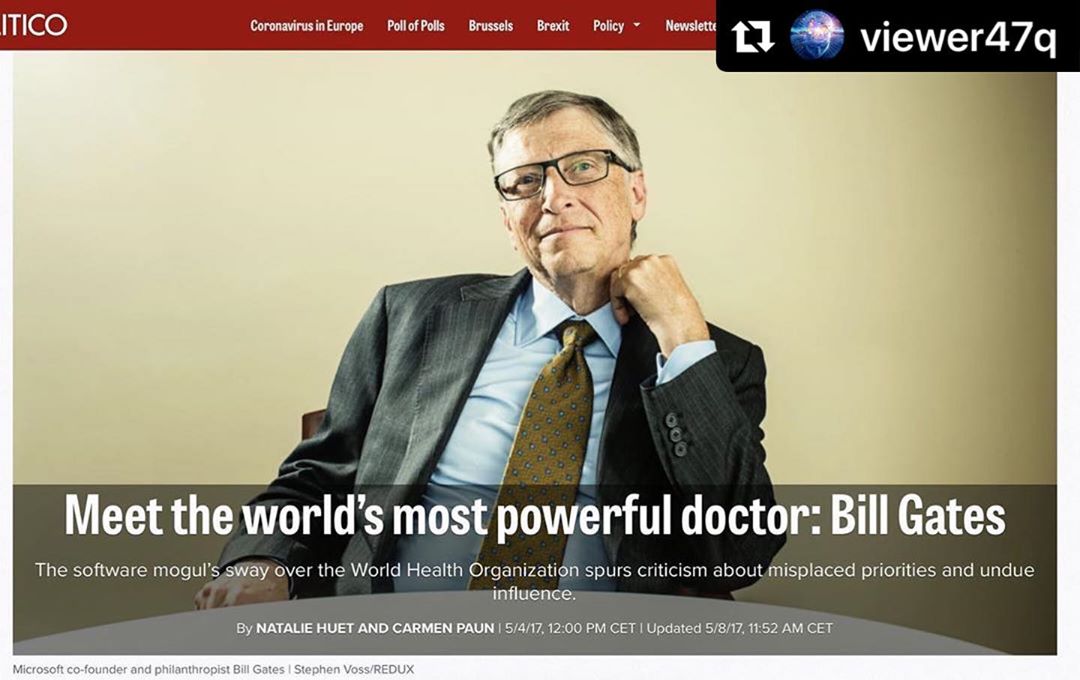 ITICO
Coronavirus in Europe Poll of Polls Brussels Brexit Policy Newslette
viewer47q
Meet the world's most powerful doctor: Bill Gates
The software mogul's sway over the World Health Organization spurs criticism about misplaced priorities and undue
influence.
By NATALIE HUET AND CARMEN PAUN | 5/4/17, 12:00 PM CET | Updated 5/8/17, 11:52 AM CET
Microsoft co-founder and philanthropist Bill Gates | Stephen Voss/REDUX